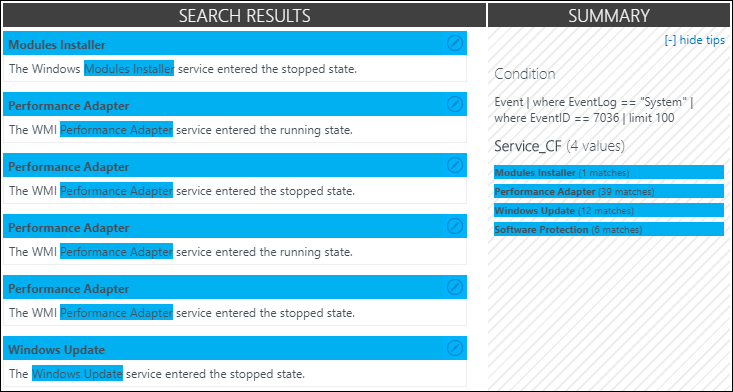 SEARCH RESULTS
Modules Installer
The Windows Modules Installer service entered the stopped state.
Performance Adapter
The WMI Performance Adapter service entered the running state.
Performance Adapter
The WMI Performance Adapter service entered the stopped state.
Performance Adapter
The WMI Performance Adapter service entered the running state.
Performance Adapter
The WMI Performance Adapter service entered the stopped state.
Windows Update
The Windows Update service entered the stopped state.
SUMMARY
[-] hide tips
Condition
Event | where EventLog == "System" |
where EventID == 7036 | limit 100
Service_CF (4 values)
Modules Installer (1 matches)
Performance Adapter (39 matches)
Windows Update (12 matches)
Software Protection (6 matches)